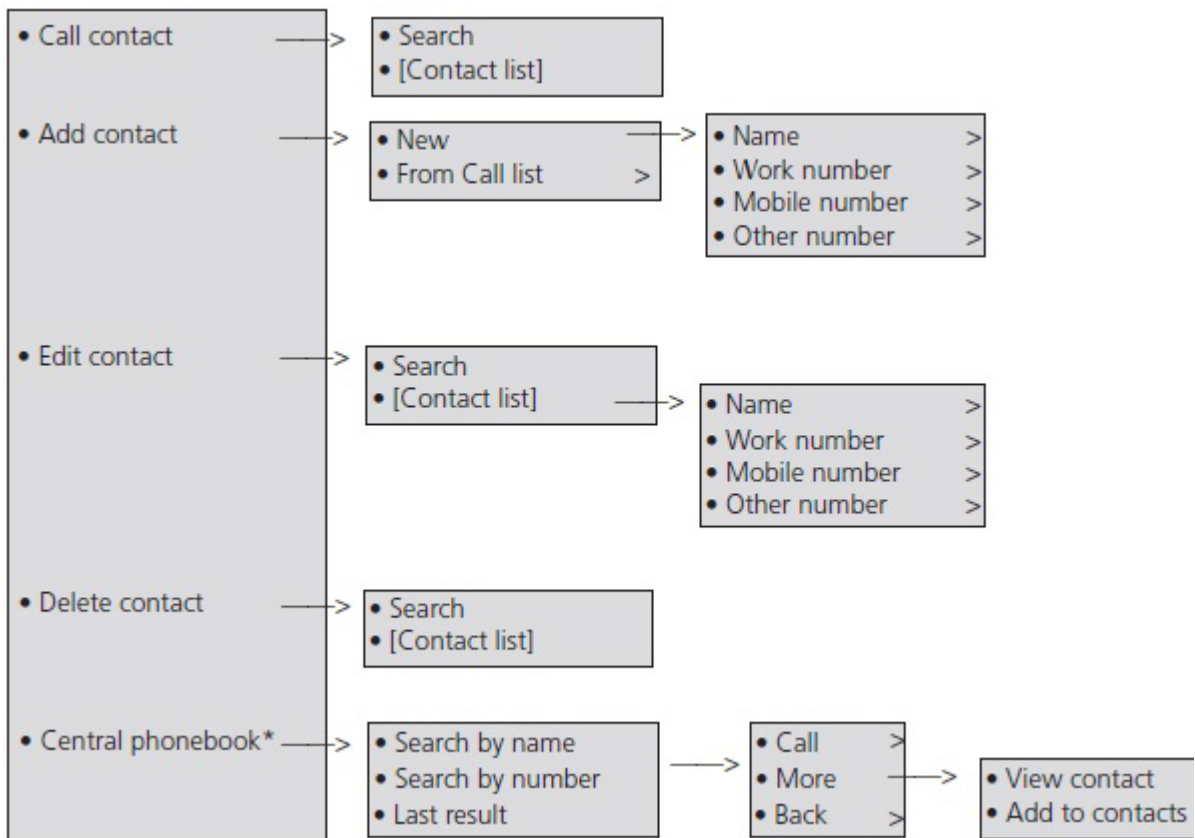 • Call contact
• Search
• [Contact list]
• Add contact
• New
• From Call list >
• Name >
• Work number >
• Mobile number >
• Other number >
• Edit contact
• Search
• [Contact list]
• Name >
• Work number >
• Mobile number >
• Other number >
• Delete contact
• Search
• [Contact list]
• Central phonebook*
• Search by name
• Search by number
• Last result
• Call >
• More
• Back >
• View contact
• Add to contacts